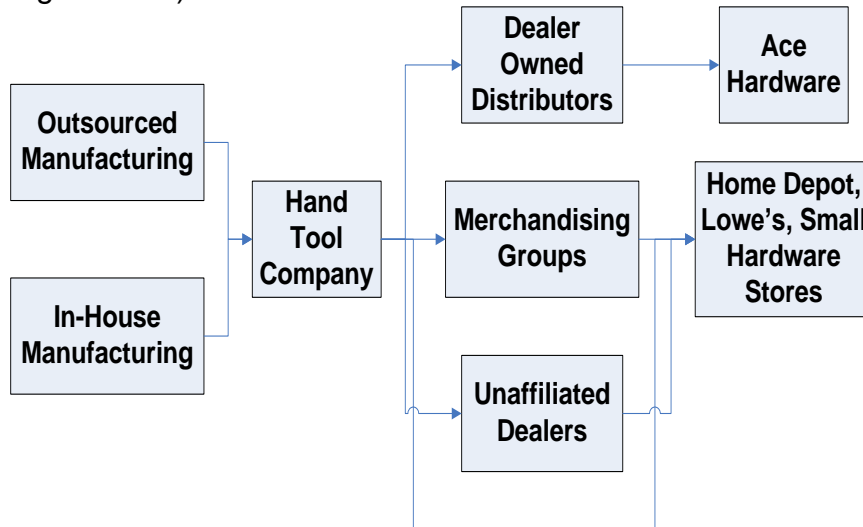 Dealer
Owned
Distributors
Ace
Hardware
Outsourced
Manufacturing
Hand
Tool
Company
Merchandising
Groups
Home Depot,
Lowe's, Small
Hardware
Stores
In-House
Manufacturing
Unaffiliated
Dealers